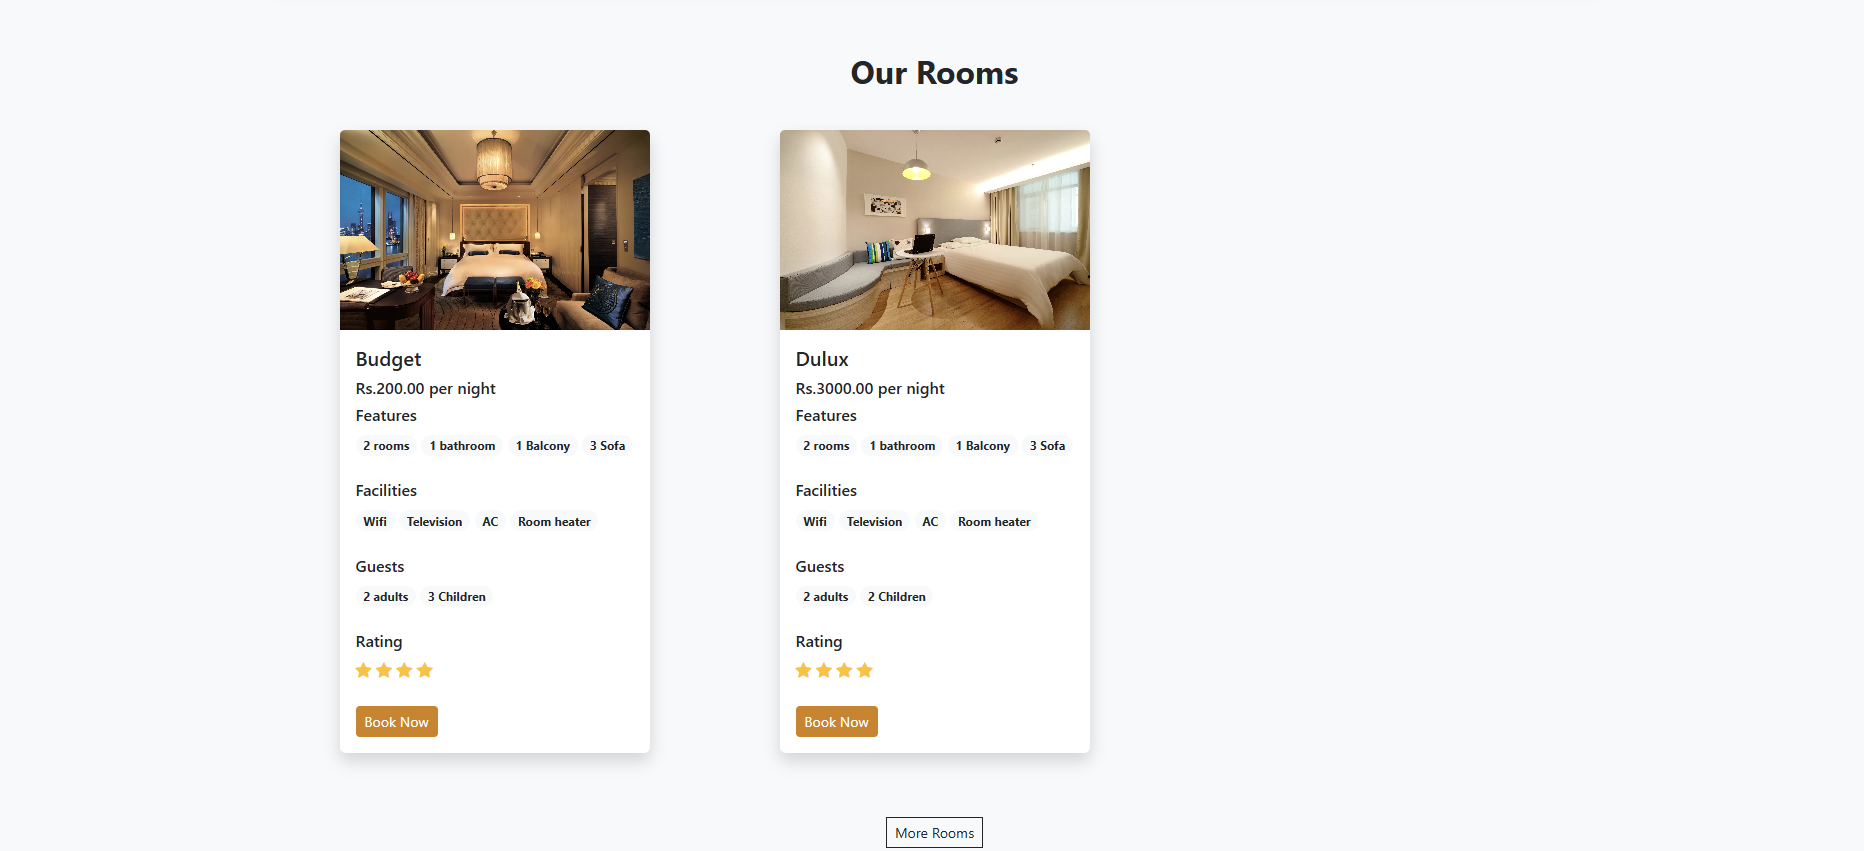 Our Rooms
Budget
Rs.200.00 per night
Features
2 rooms 1 bathroom 1 Balcony 3 Sofa
Facilities
Wifi Television AC Room heater
Guests
2 adults 3 Children
Rating
Book Now
Dulux
Rs.3000.00 per night
Features
2 rooms 1 bathroom 1 Balcony 3 Sofa
Facilities
Wifi Television AC Room heater
Guests
2 adults 2 Children
Rating
Book Now
More Rooms